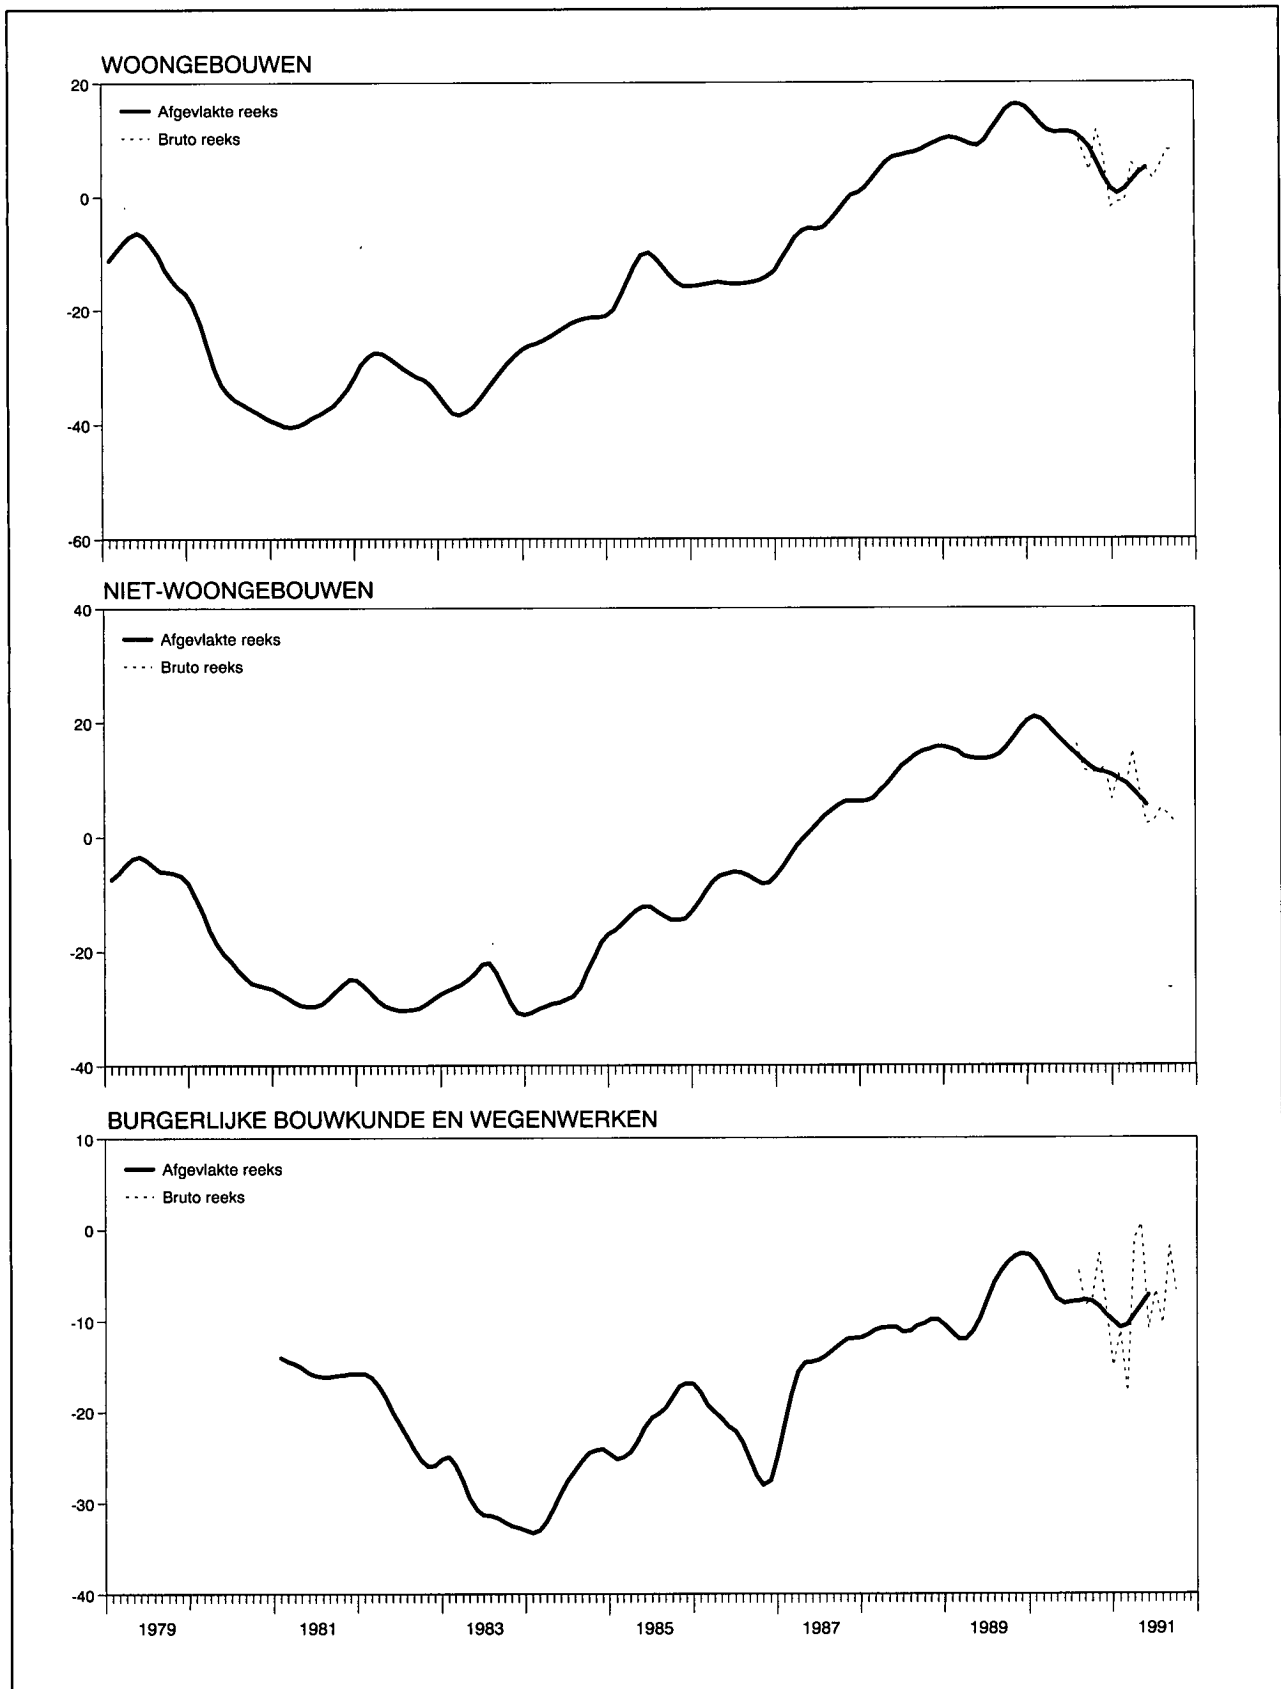 WOONGEBOUWEN
20
Afgevlakte reeks
Bruto reeks
0
-20
-40
-60
NIET-WOONGEBOUWEN
40
Afgevlakte reeks
Bruto reeks
20
0
-20
-40
BURGERLIJKE BOUWKUNDE EN WEGENWERKEN
10
Afgevlakte reeks
Bruto reeks
0
-10
-20
-30
-40
1979 1981 1983 1985 1987 1989 1991